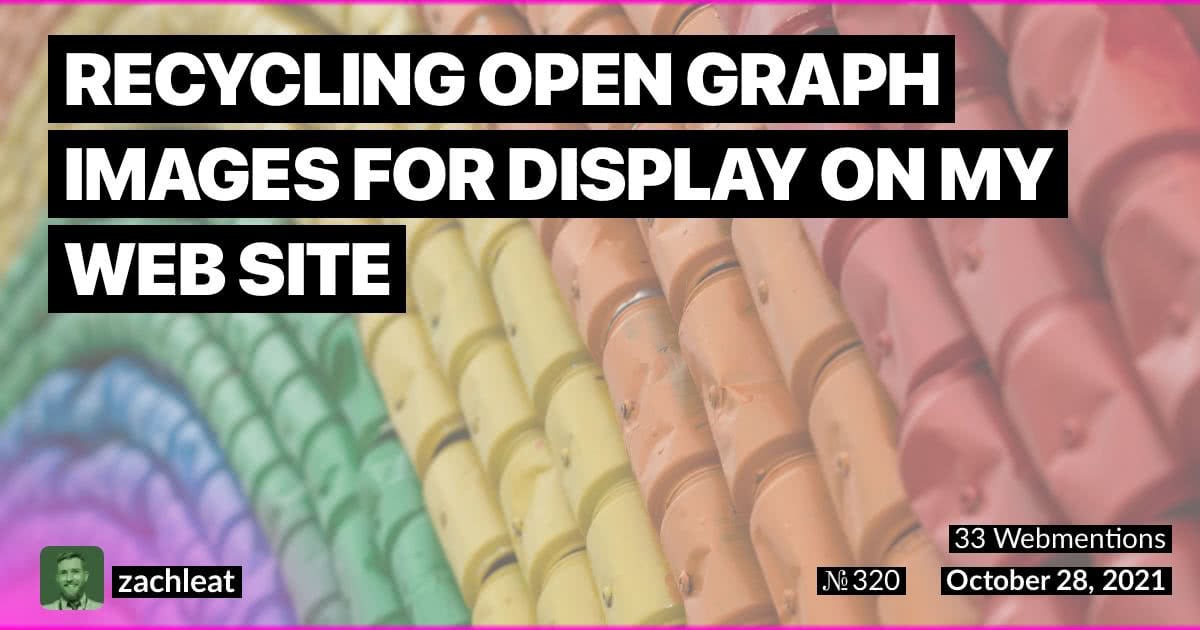 RECYCLING OPEN GRAPH
IMAGES FOR DISPLAY ON MY
WEB SITE
33 Webmentions
zachleat
№ 320
October 28, 2021